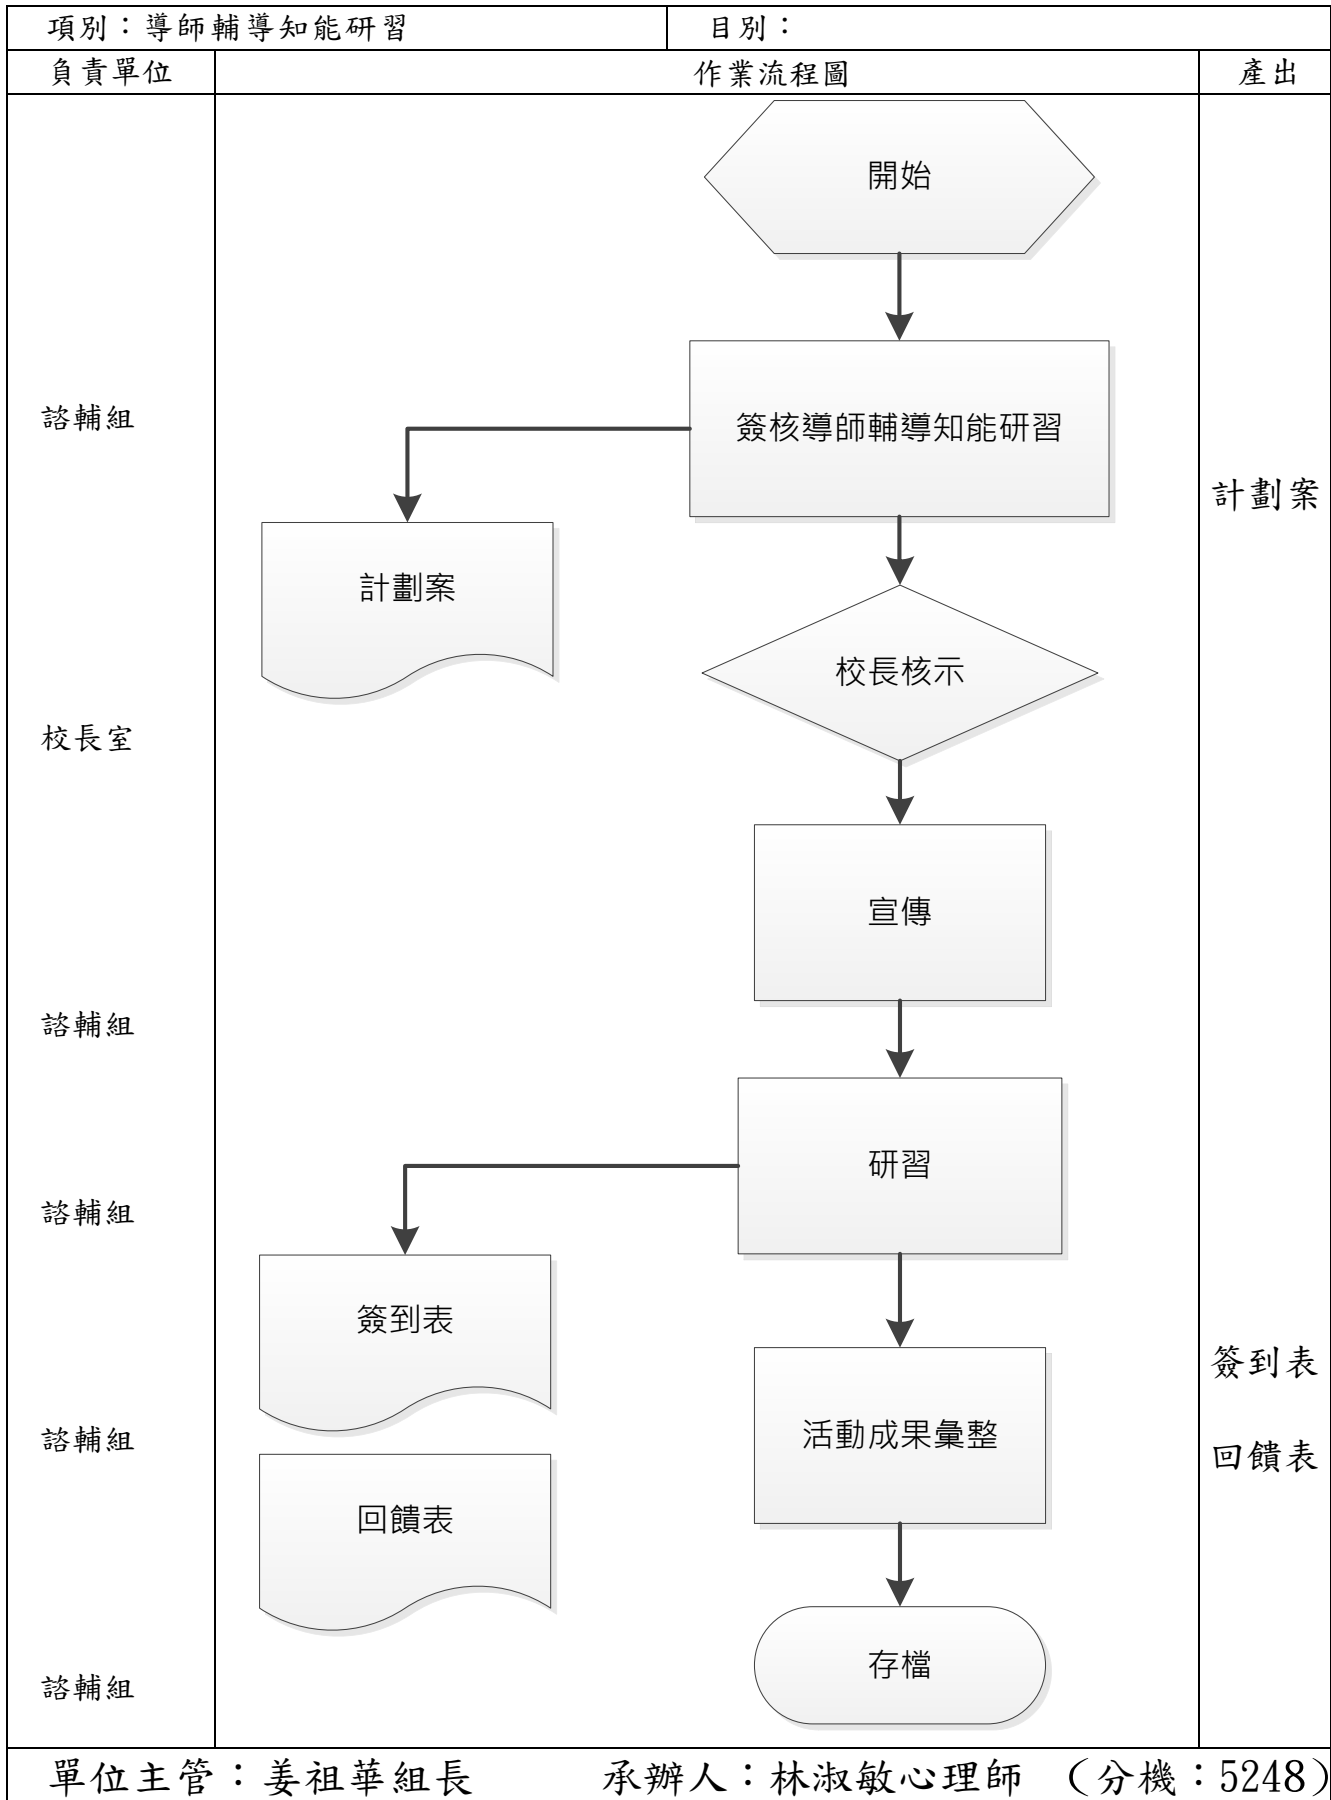 項別：導師輔導知能研習 目別：
負責單位 作業流程圖 產出
開始
諮輔組 簽核導師輔導知能研習
計劃案
計劃案
校長核示
校長室
宣傳
諮輔組
研習
諮輔組
簽到表
簽到表
諮輔組 活動成果彙整
回饋表
回饋表
存檔
諮輔組
單位主管：姜祖華組長 承辦人：林淑敏心理師 （分機：5248）